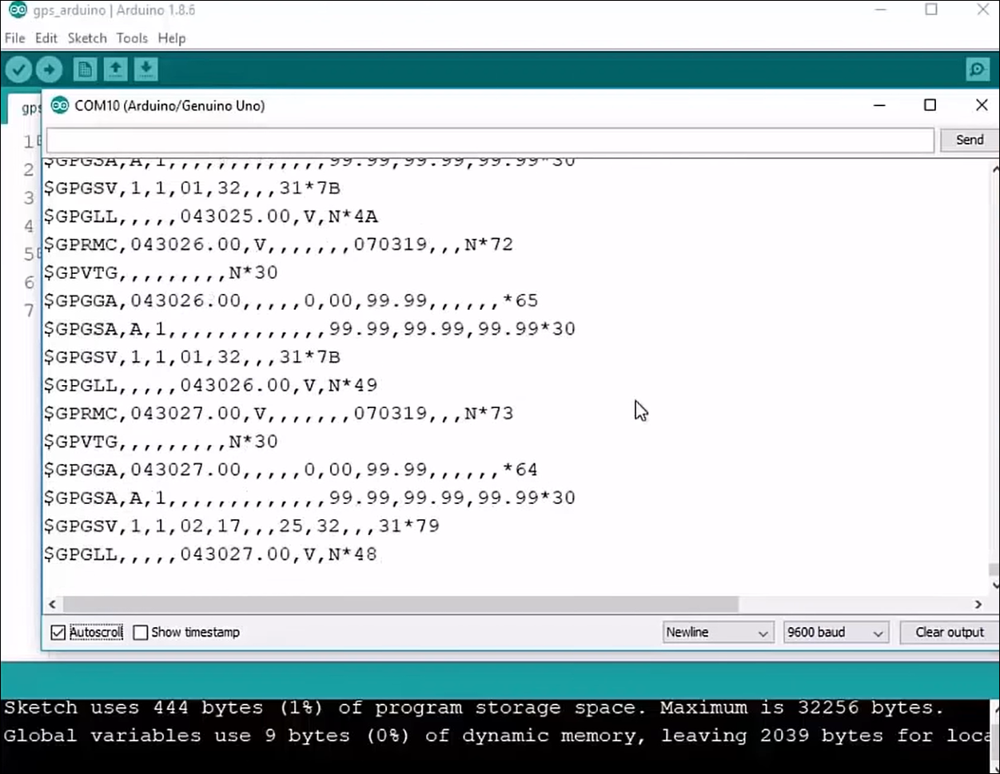 gps_arduino | Arduino 1.8.6
File Edit Sketch Tools Help
gps
COM10 (Arduino/Genuino Uno)
Send
1
2
3
4
5
6
7
$GPGSA,A,1,,,,,,,,,,,,,99.99,99.99,99.99*30
$GPGSV,1,1,01,32,,,31*7B
$GPGLL,,,,,043025.00,V,N*4A
$GPRMC,043026.00,V,,,,,,,070319,,,N*72
$GPVTG,,,,,,,,,N*30
$GPGGA,043026.00,,,,,0,00,99.99,,,,,,*65
$GPGSA,A,1,,,,,,,,,,,,,99.99,99.99,99.99*30
$GPGSV,1,1,01,32,,,31*7B
$GPGLL,,,,,043026.00,V,N*49
$GPRMC,043027.00,V,,,,,,,070319,,,N*73
$GPVTG,,,,,,,,,N*30
$GPGGA,043027.00,,,,,0,00,99.99,,,,,,*64
$GPGSA,A,1,,,,,,,,,,,,,99.99,99.99,99.99*30
$GPGSV,1,1,02,17,,,25,32,,,31*79
$GPGLL,,,,,043027.00,V,N*48
Autoscroll Show timestamp Newline 9600 baud Clear output
Sketch uses 444 bytes (1%) of program storage space. Maximum is 32256 bytes.
Global variables use 9 bytes (0%) of dynamic memory, leaving 2039 bytes for loca